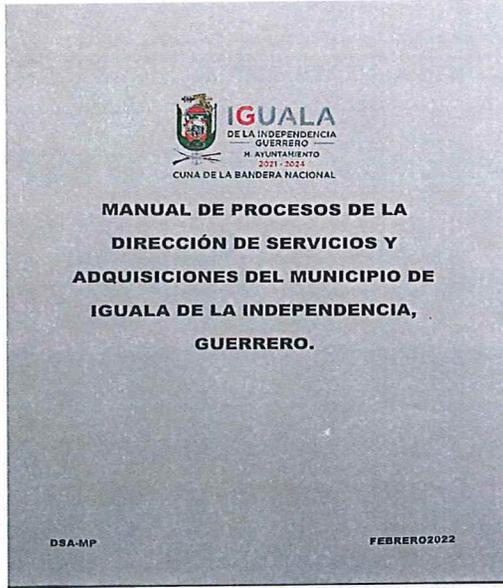 IGUALA
DE LA INDEPENDENCIA
GUERRERO
H. AYUNTAMIENTO
2021 - 2024
CUNA DE LA BANDERA NACIONAL
MANUAL DE PROCESOS DE LA
DIRECCIÓN DE SERVICIOS Y
ADQUISICIONES DEL MUNICIPIO DE
IGUALA DE LA INDEPENDENCIA,
GUERRERO.
DSA-MP
FEBRERO2022